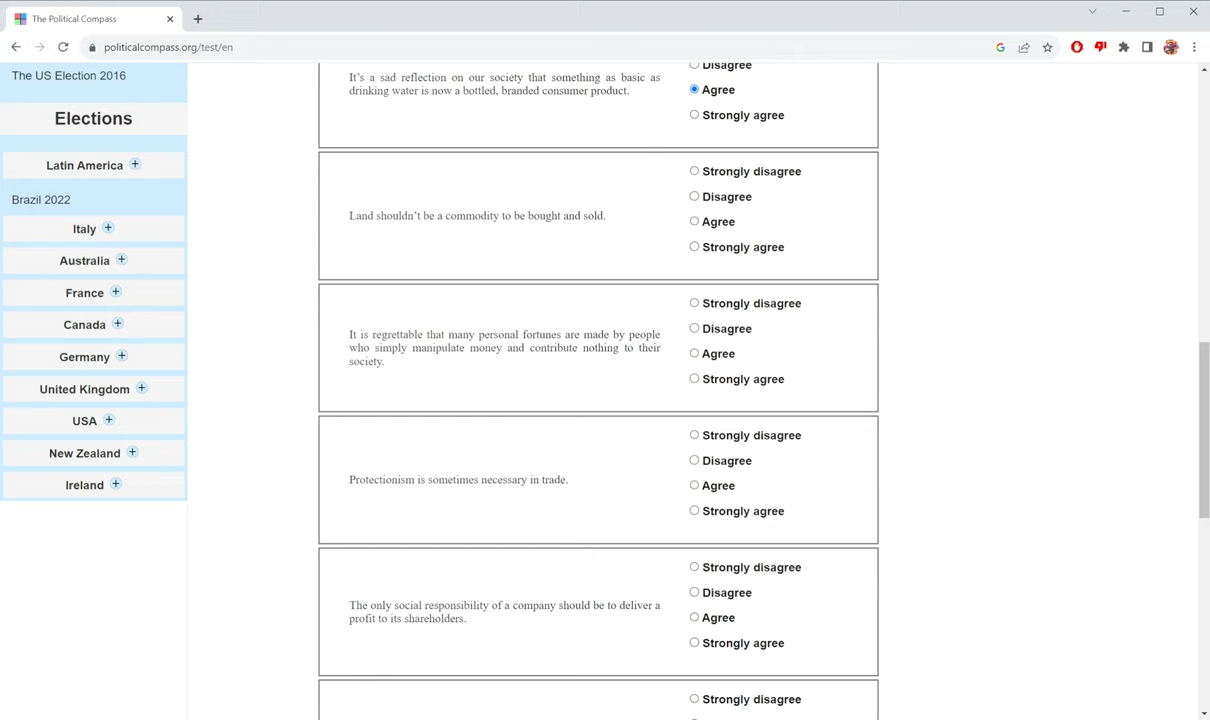 The Political Compass
politicalcompass.org/test/en
The US Election 2016
Elections
Latin America +
Brazil 2022
Italy +
Australia +
France +
Canada +
Germany +
United Kingdom +
USA +
New Zealand +
Ireland +
It's a sad reflection on our society that something as basic as
drinking water is now a bottled, branded consumer product.
Disagree
Agree
Strongly agree
Land shouldn't be a commodity to be bought and sold.
Strongly disagree
Disagree
Agree
Strongly agree
It is regrettable that many personal fortunes are made by people
who simply manipulate money and contribute nothing to their
society.
Strongly disagree
Disagree
Agree
Strongly agree
Protectionism is sometimes necessary in trade.
Strongly disagree
Disagree
Agree
Strongly agree
The only social responsibility of a company should be to deliver a
profit to its shareholders.
Strongly disagree
Disagree
Agree
Strongly agree
Strongly disagree